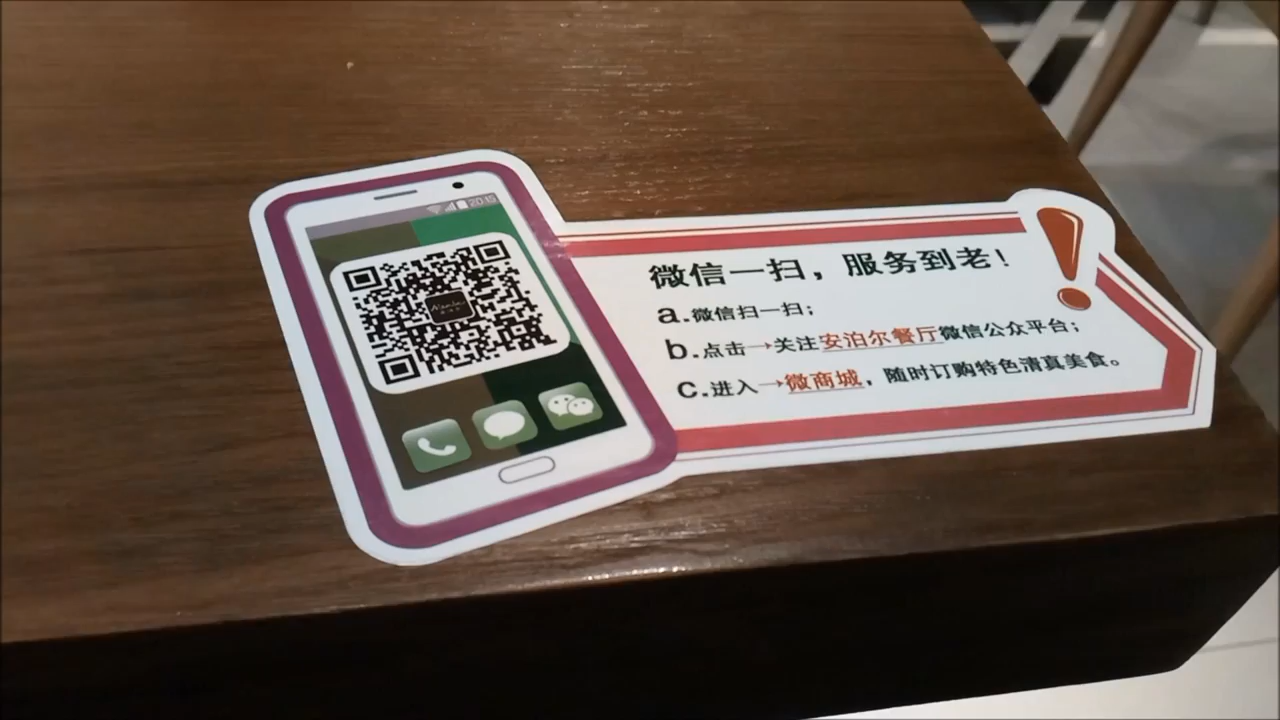 20:15
微信一扫，服务到老！
a.微信扫一扫；
b.点击→关注安泊尔餐厅微信公众平台；
c.进入→微商城，随时订购特色清真美食。